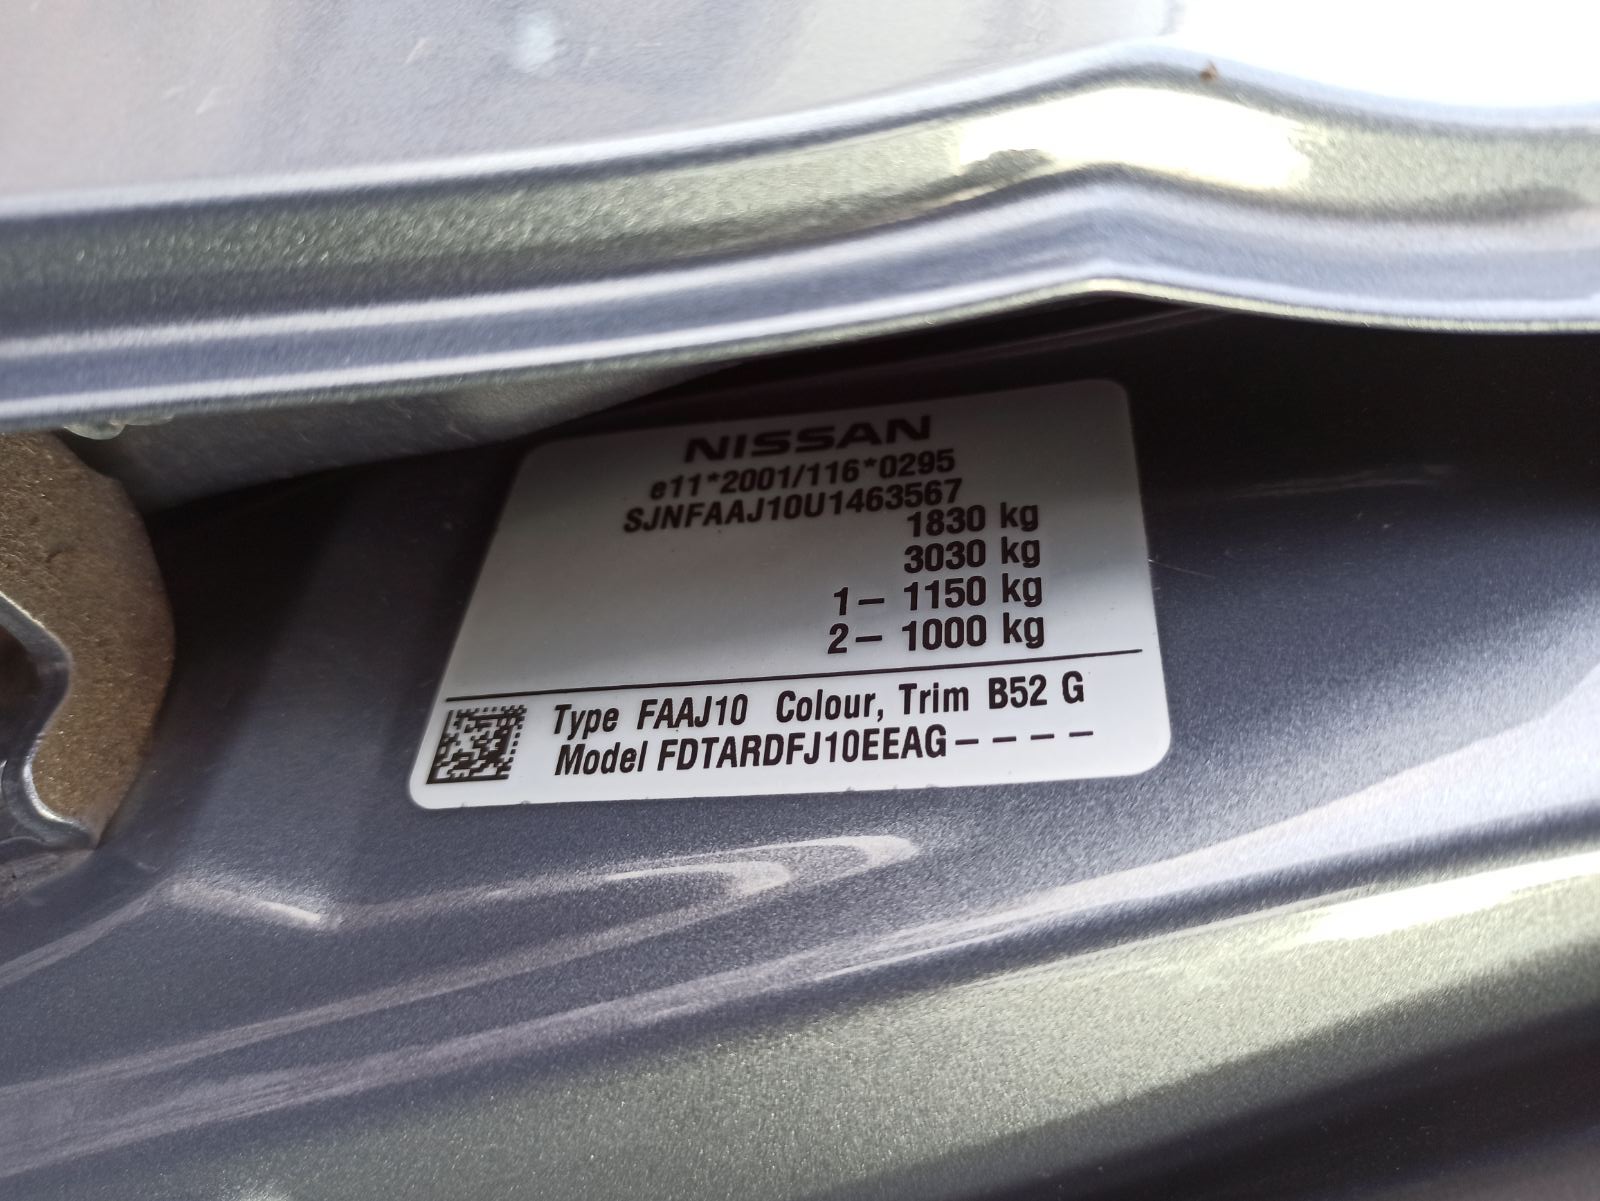 NISSAN
e11*2001/116*0295
SJNFAAJ10U1463567
1830 kg
3030 kg
1– 1150 kg
2– 1000 kg
Type FAAJ10 Colour, Trim B52 G
Model FDTARDFJ10EEAG––––